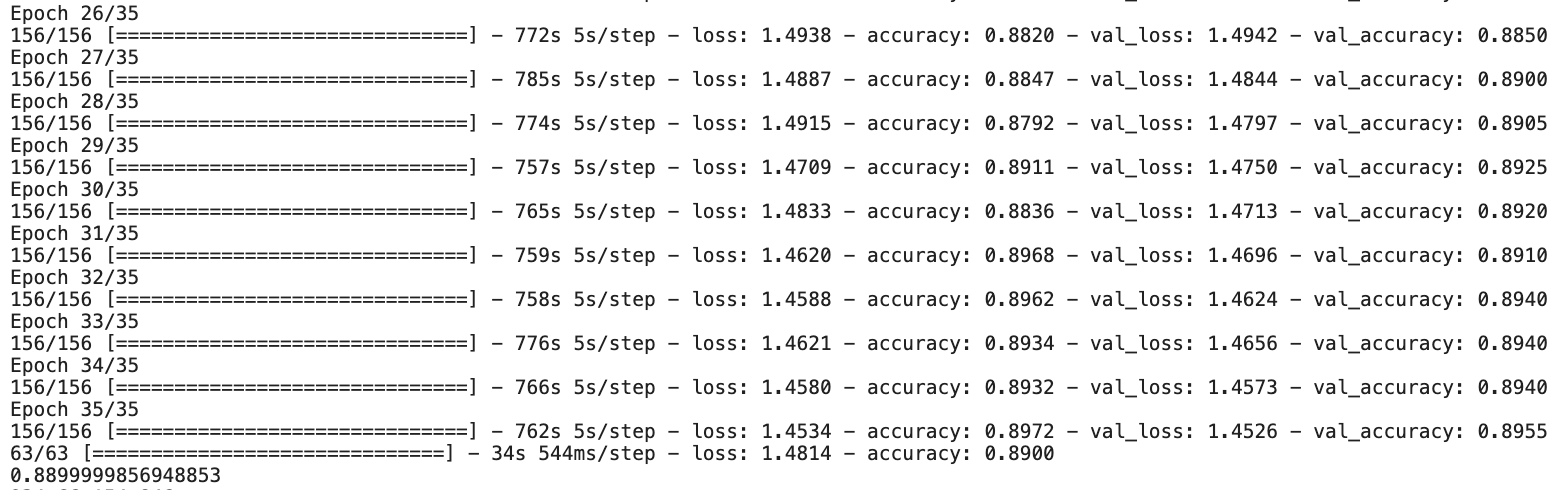 Epoch 26/35
156/156 [==============================] - 772s 5s/step - loss: 1.4938 - accuracy: 0.8820 - val_loss: 1.4942 - val_accuracy: 0.8850
Epoch 27/35
156/156 [==============================] - 785s 5s/step - loss: 1.4887 - accuracy: 0.8847 - val_loss: 1.4844 - val_accuracy: 0.8900
Epoch 28/35
156/156 [==============================] - 774s 5s/step - loss: 1.4915 - accuracy: 0.8792 - val_loss: 1.4797 - val_accuracy: 0.8905
Epoch 29/35
156/156 [==============================] - 757s 5s/step - loss: 1.4709 - accuracy: 0.8911 - val_loss: 1.4750 - val_accuracy: 0.8925
Epoch 30/35
156/156 [==============================] - 765s 5s/step - loss: 1.4833 - accuracy: 0.8836 - val_loss: 1.4713 - val_accuracy: 0.8920
Epoch 31/35
156/156 [==============================] - 759s 5s/step - loss: 1.4620 - accuracy: 0.8968 - val_loss: 1.4696 - val_accuracy: 0.8910
Epoch 32/35
156/156 [==============================] - 758s 5s/step - loss: 1.4588 - accuracy: 0.8962 - val_loss: 1.4624 - val_accuracy: 0.8940
Epoch 33/35
156/156 [==============================] - 776s 5s/step - loss: 1.4621 - accuracy: 0.8934 - val_loss: 1.4656 - val_accuracy: 0.8940
Epoch 34/35
156/156 [==============================] - 766s 5s/step - loss: 1.4580 - accuracy: 0.8932 - val_loss: 1.4573 - val_accuracy: 0.8940
Epoch 35/35
156/156 [==============================] - 762s 5s/step - loss: 1.4534 - accuracy: 0.8972 - val_loss: 1.4526 - val_accuracy: 0.8955
63/63 [==============================] - 34s 544ms/step - loss: 1.4814 - accuracy: 0.8900
0.8899999856948853